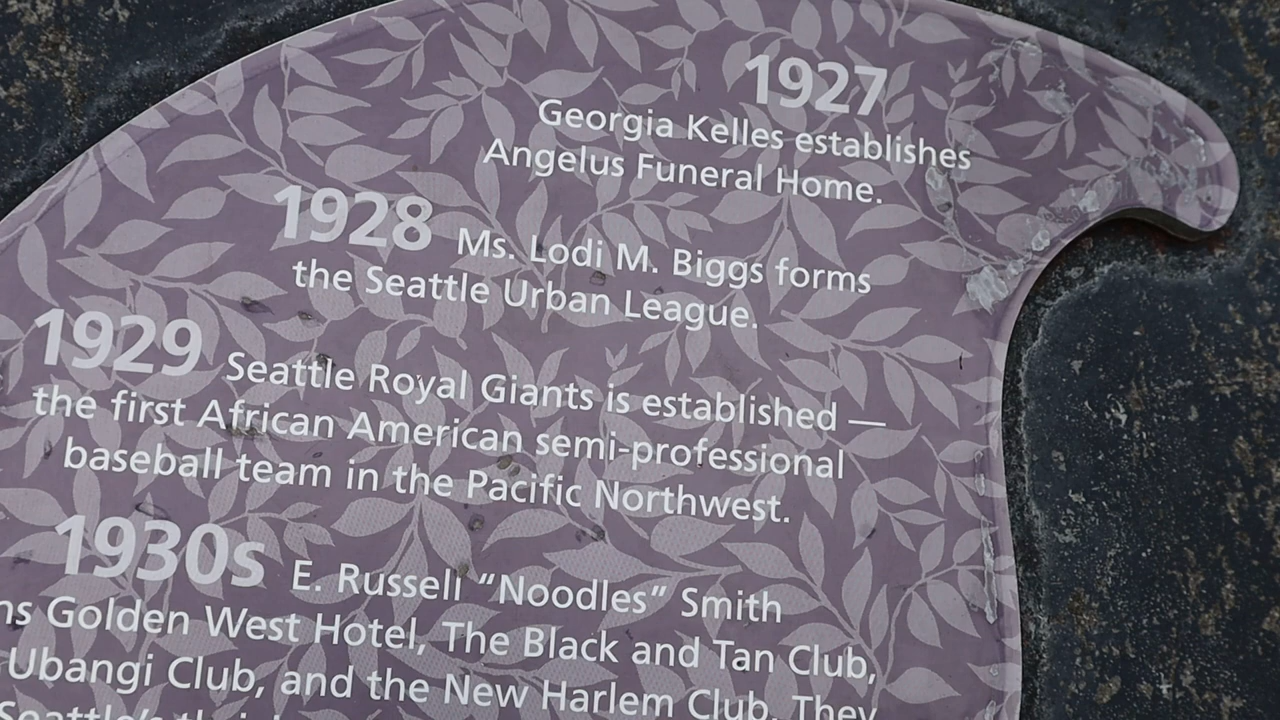 1927
Georgia Kelles establishes
Angelus Funeral Home.
1928 Ms. Lodi M. Biggs forms
the Seattle Urban League.
1929 Seattle Royal Giants is established —
the first African American semi-professional
baseball team in the Pacific Northwest.
1930s E. Russell “Noodles” Smith
Golden West Hotel, The Black and Tan Club,
Ubangi Club, and the New Harlem Club. They
Seattle's